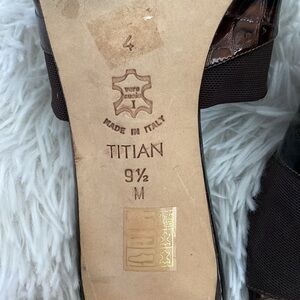 4
vero
cuoio
I
MADE IN ITALY
TITIAN
9½
M